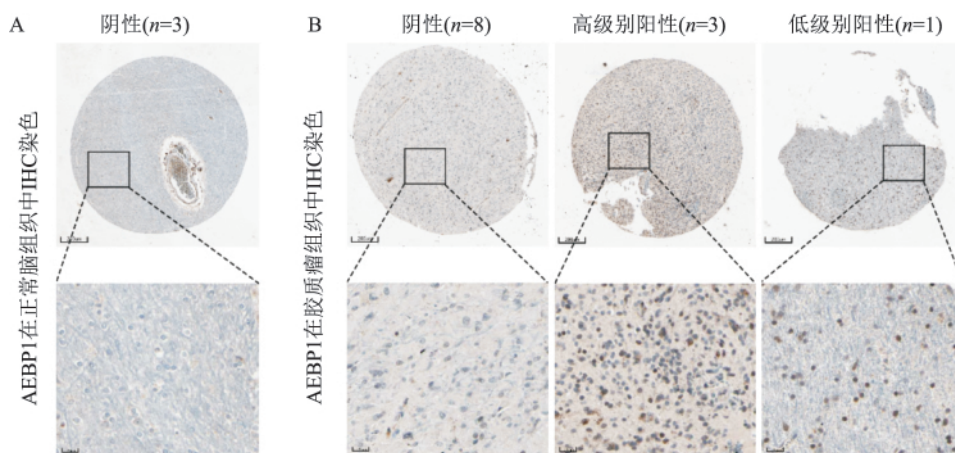 A
阴性(n=3)
AEBP1在正常脑组织中IHC染色
B
阴性(n=8)
高级别阳性(n=3)
低级别阳性(n=1)
AEBP1在胶质瘤组织中IHC染色